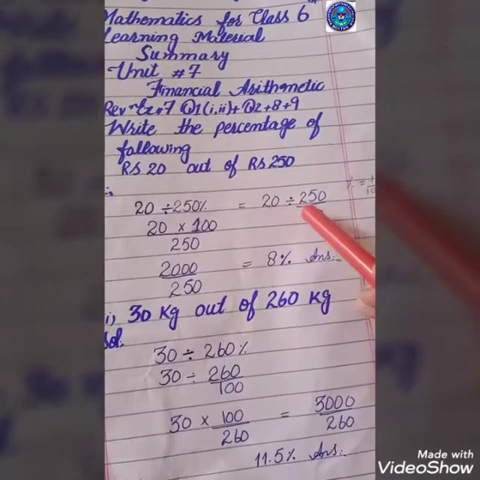 Mathematics for Class 6
Learning Material
Summary
Unit #7
Financial Arithmetic
Rev-Ex#7 Q1(i,ii)+Q2+8+9
Write the percentage of
following
RS 20 out of RS 250
20 ÷ 250% = 20 ÷ 250
20 × 100
250
2000 = 8% Ans.
250
i) 30 Kg out of 260 Kg
Sol:
30 ÷ 260%
30 ÷ 260
100
30 × 100 = 3000
260 260
11.5% Ans.
Made with
VideoShow